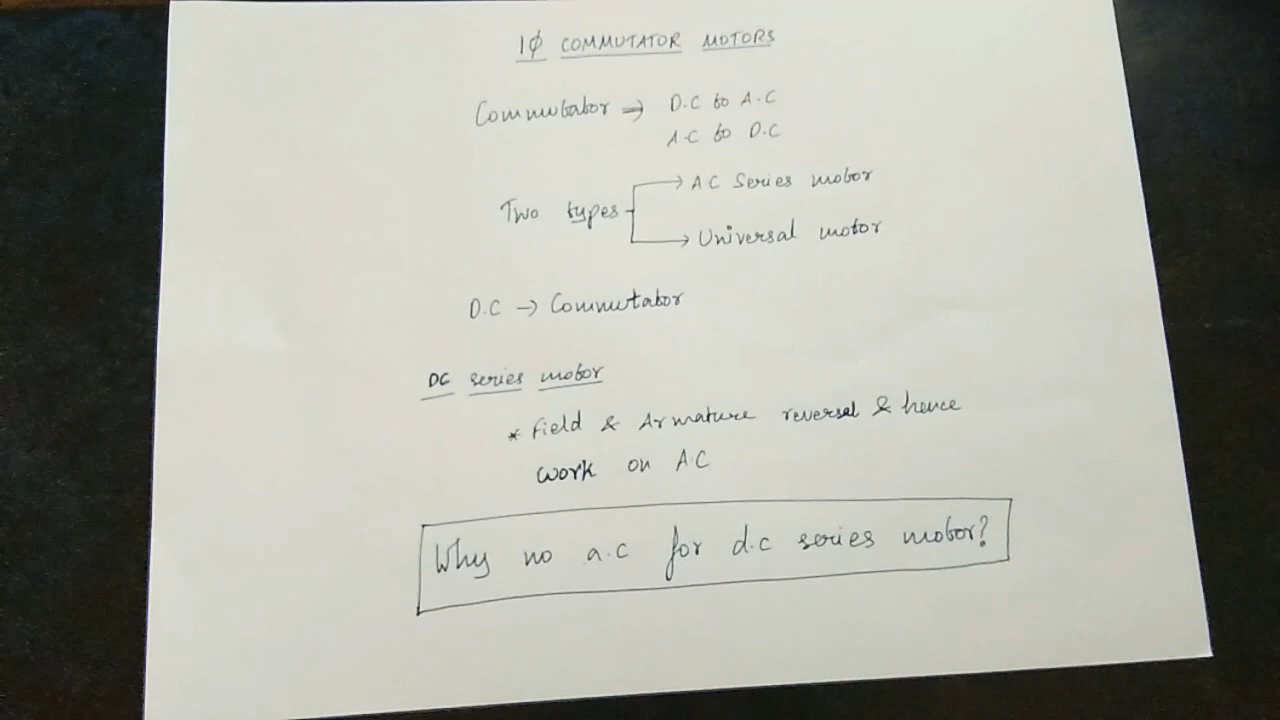 1ϕ COMMUTATOR MOTORS
Commutator ⇒ D.C to A.C
A.C to D.C
Two types
→ AC Series motor
→ Universal motor
D.C → Commutator
DC series motor
* Field & Armature reversal & hence
work on A.C
Why no a.c for d.c series motor?